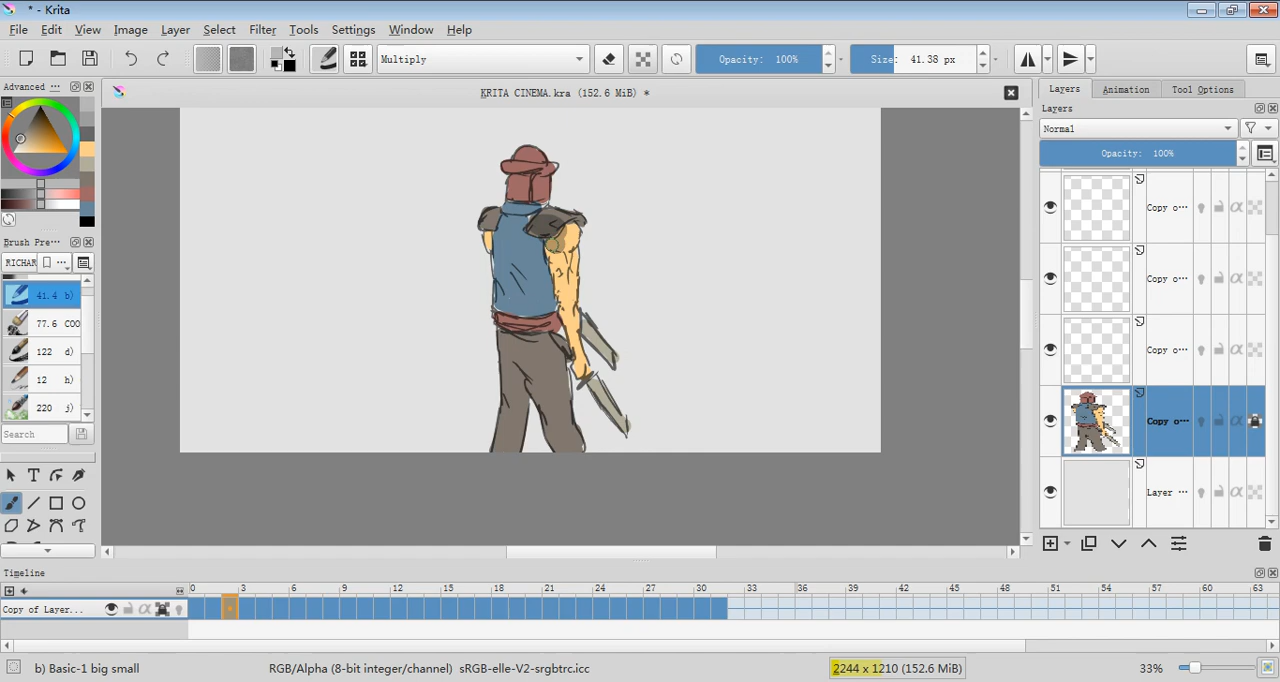 * - Krita
File Edit View Image Layer Select Filter Tools Settings Window Help
Multiply Opacity: 100% Size: 41.38 px
Advanced ···
KRITA CINEMA.kra (152.6 MiB) *
Layers Animation Tool Options
Layers
Normal
Opacity: 100%
Copy o···
Copy o···
Copy o···
Copy o···
Layer ···
Brush Pre···
RICHAR ···
41.4 b)
77.6 COO
122 d)
12 h)
220 j)
Search
Timeline
0 3 6 9 12 15 18 21 24 27 30 33 36 39 42 45 48 51 54 57 60 63
Copy of Layer...
b) Basic-1 big small RGB/Alpha (8-bit integer/channel) sRGB-elle-V2-srgbtrc.icc 2244 x 1210 (152.6 MiB) 33%